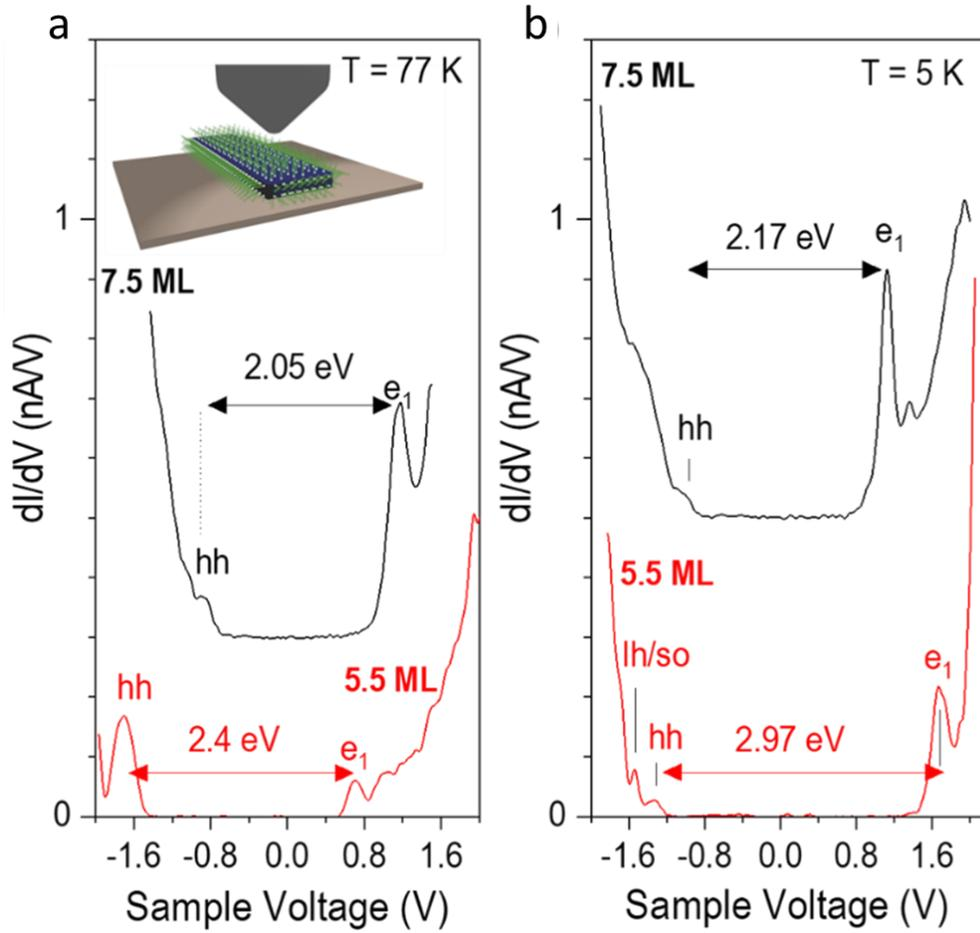 a
T = 77 K
1
7.5 ML
2.05 eV
e1
hh
5.5 ML
hh
2.4 eV
e1
0
-1.6 -0.8 0.0 0.8 1.6
Sample Voltage (V)
dI/dV (nA/V)
b
7.5 ML
T = 5 K
1
2.17 eV
e1
hh
5.5 ML
lh/so
hh
2.97 eV
e1
0
-1.6 -0.8 0.0 0.8 1.6
Sample Voltage (V)
dI/dV (nA/V)